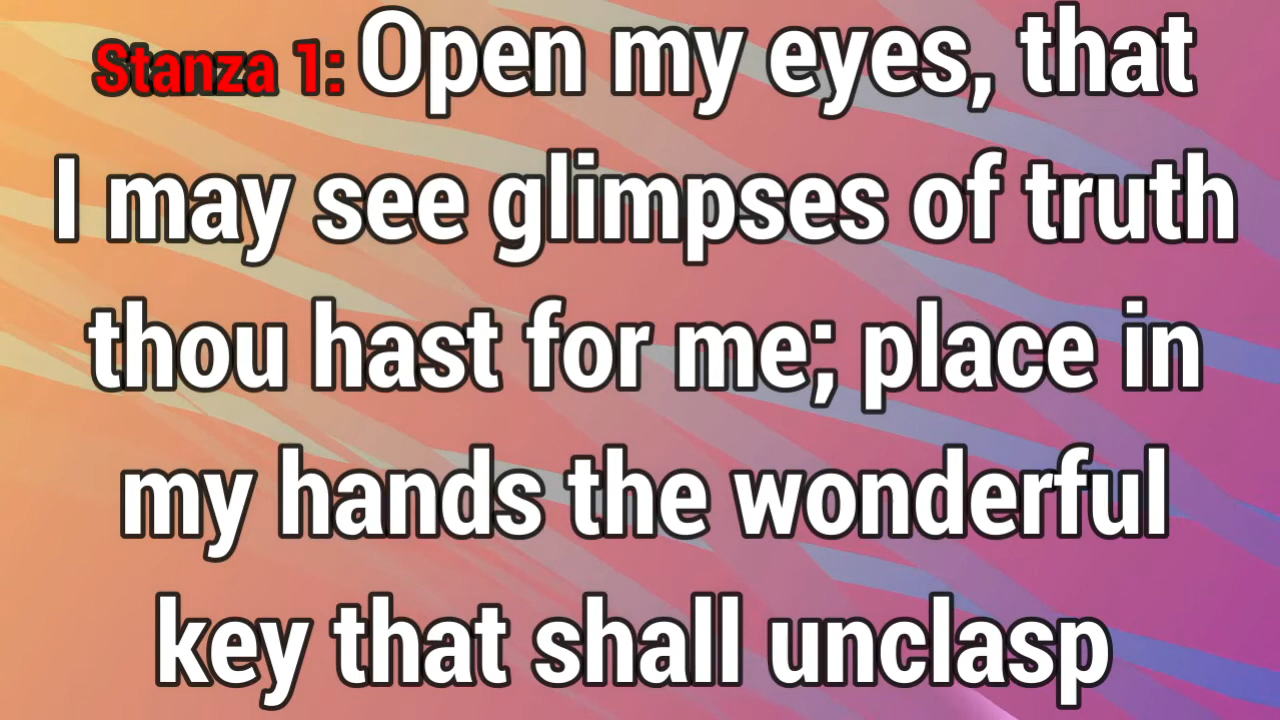 Stanza 1: Open my eyes, that
I may see glimpses of truth
thou hast for me; place in
my hands the wonderful
key that shall unclasp